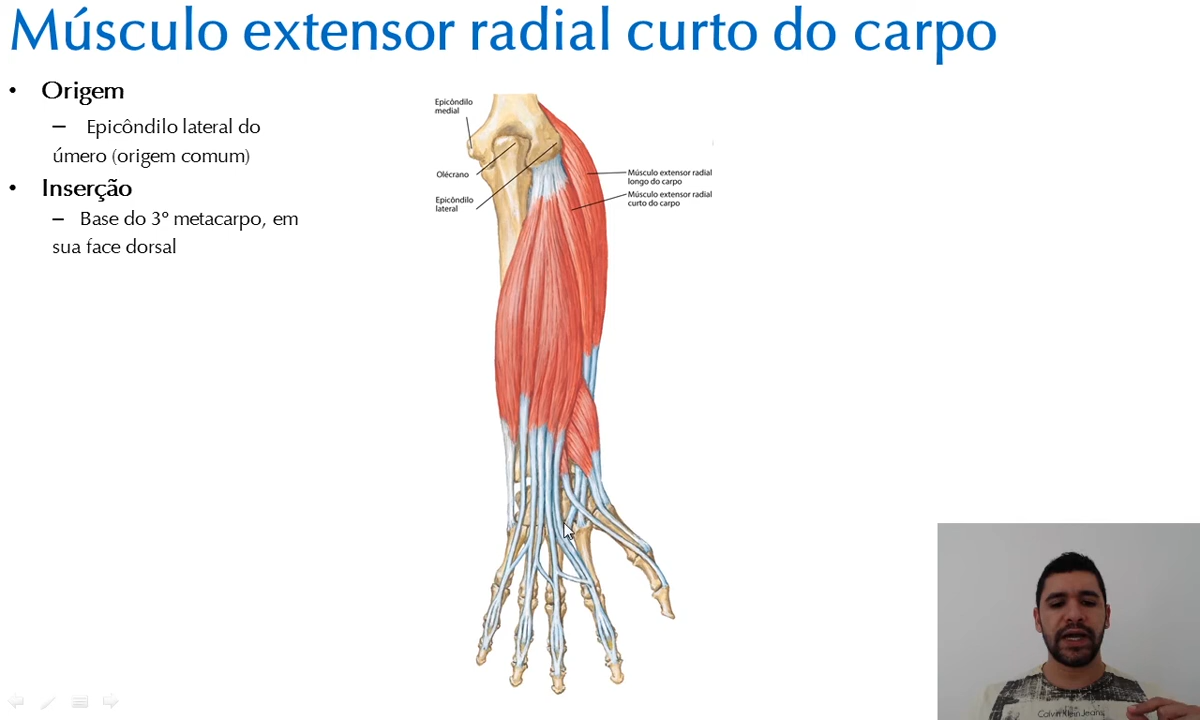 Músculo extensor radial curto do carpo
• Origem
– Epicôndilo lateral do
úmero (origem comum)
• Inserção
– Base do 3º metacarpo, em
sua face dorsal
Epicôndilo
medial
Olécrano
Epicôndilo
lateral
Músculo extensor radial
longo do carpo
Músculo extensor radial
curto do carpo
Calvin Klein Jeans